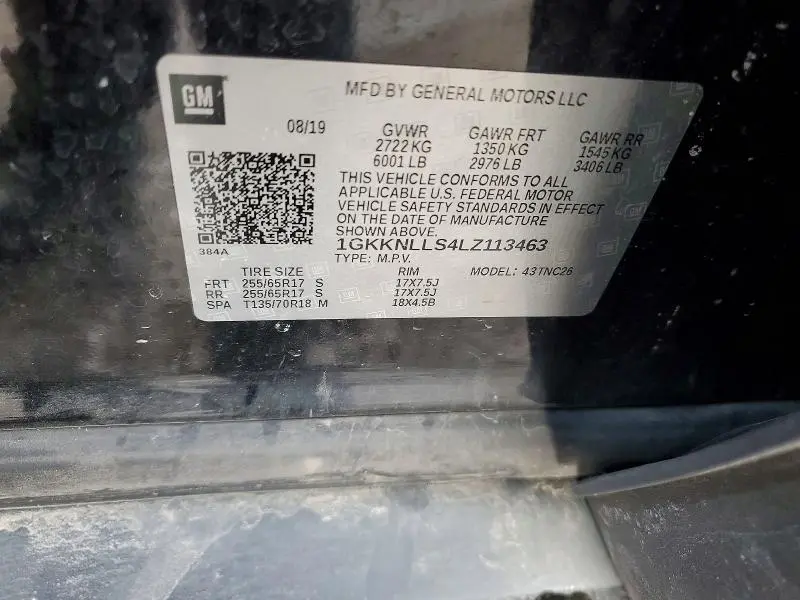 GM
MFD BY GENERAL MOTORS LLC
08/19
GVWR GAWR FRT GAWR RR
2722 KG 1350 KG 1545 KG
6001 LB 2976 LB 3406 LB
THIS VEHICLE CONFORMS TO ALL
APPLICABLE U.S. FEDERAL MOTOR
VEHICLE SAFETY STANDARDS IN EFFECT
ON THE DATE OF MANUFACTURE
SHOWN ABOVE.
384A
1GKKNLLS4LZ113463
TYPE: M.P.V. MODEL: 43TNC26
TIRE SIZE RIM
FRT 255/65R17 S 17X7.5J
RR 255/65R17 S 17X7.5J
SPA T135/70R18 M 18X4.5B